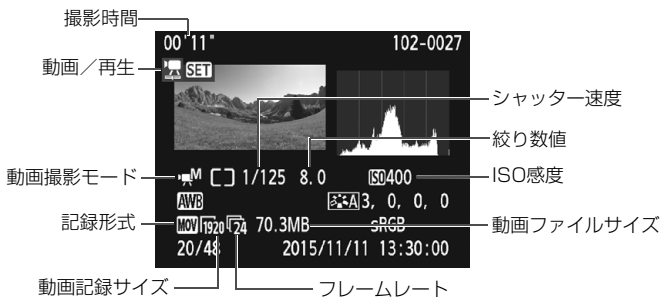 撮影時間
00'11" 102-0027
動画／再生
SET
シャッター速度
絞り数値
動画撮影モード
M 1/125 8.0 ISO 400
ISO感度
AWB A 3, 0, 0, 0
記録形式
MOV 1920 24 70.3MB sRGB
動画ファイルサイズ
20/48 2015/11/11 13:30:00
動画記録サイズ
フレームレート